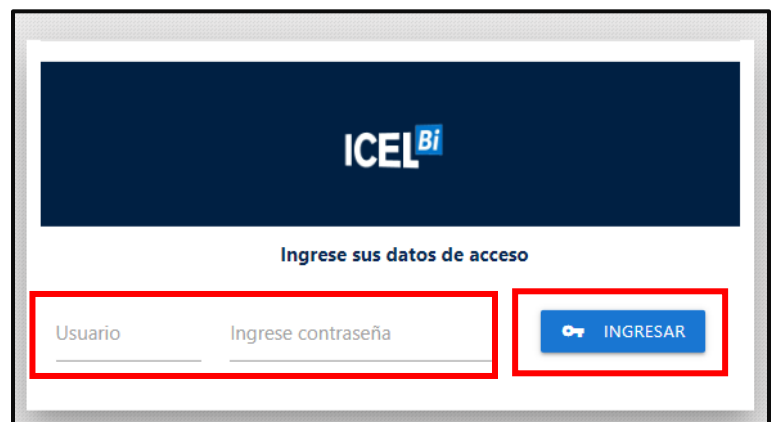 ICEL Bi
Ingrese sus datos de acceso
Usuario Ingrese contraseña INGRESAR